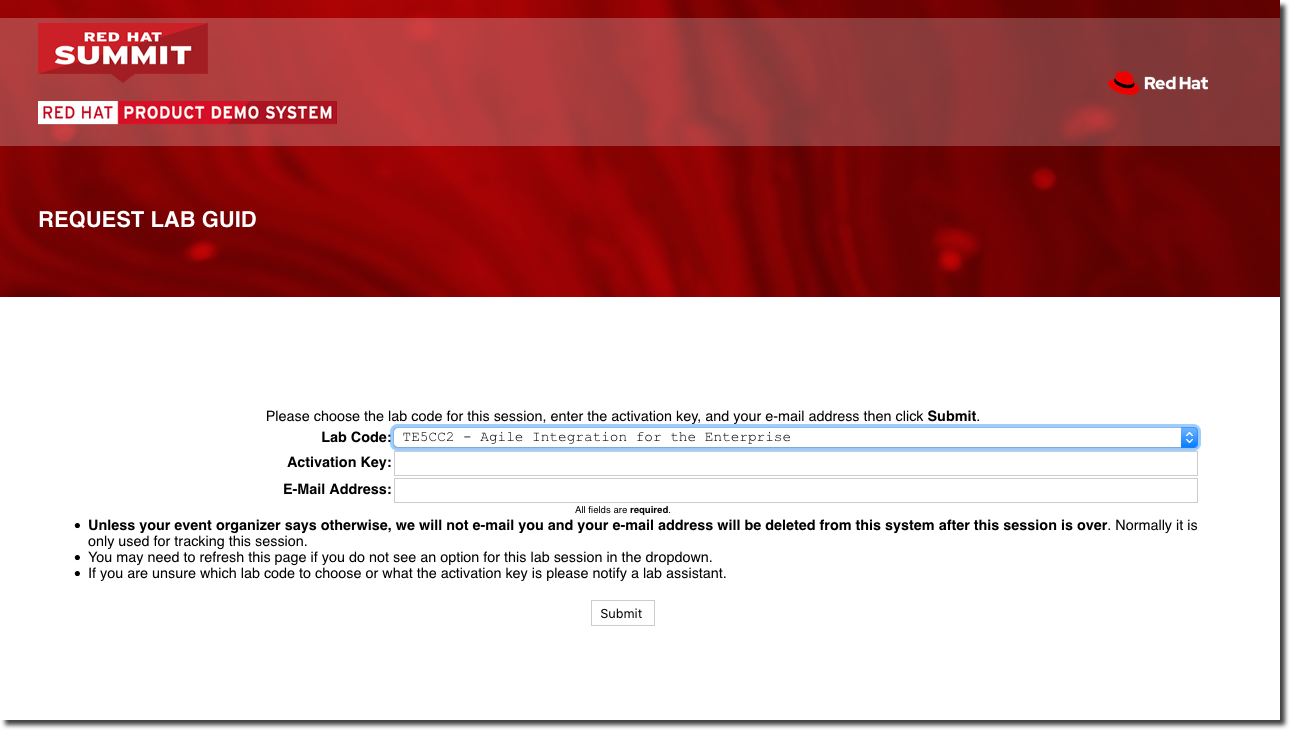 RED HAT
SUMMIT
Red Hat
RED HAT PRODUCT DEMO SYSTEM
REQUEST LAB GUID
Please choose the lab code for this session, enter the activation key, and your e-mail address then click Submit.
Lab Code: TE5CC2 - Agile Integration for the Enterprise
Activation Key:
E-Mail Address:
All fields are required.
• Unless your event organizer says otherwise, we will not e-mail you and your e-mail address will be deleted from this system after this session is over. Normally it is
only used for tracking this session.
• You may need to refresh this page if you do not see an option for this lab session in the dropdown.
• If you are unsure which lab code to choose or what the activation key is please notify a lab assistant.
Submit